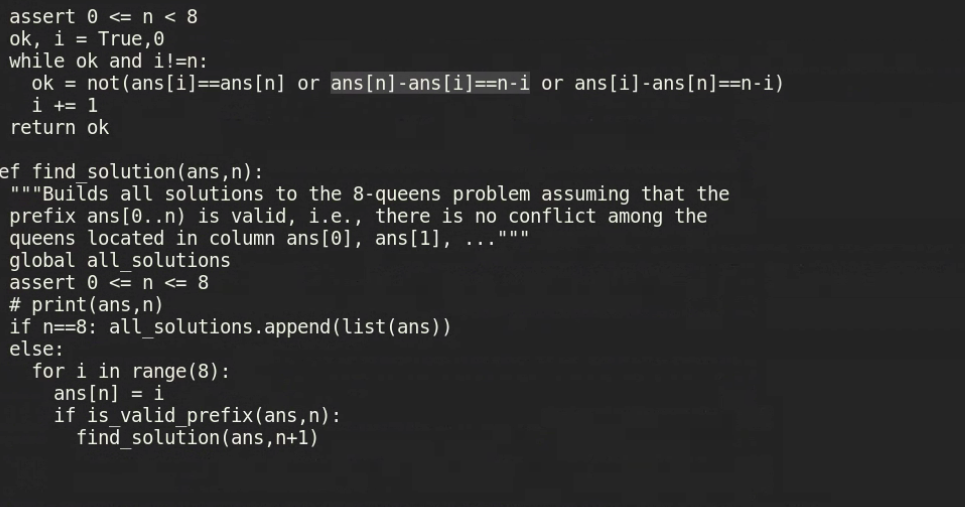 assert 0 <= n < 8
ok, i = True,0
while ok and i!=n:
ok = not(ans[i]==ans[n] or ans[n]-ans[i]==n-i or ans[i]-ans[n]==n-i)
i += 1
return ok
ef find_solution(ans,n):
"""Builds all solutions to the 8-queens problem assuming that the
prefix ans[0..n) is valid, i.e., there is no conflict among the
queens located in column ans[0], ans[1], ..."""
global all_solutions
assert 0 <= n <= 8
# print(ans,n)
if n==8: all_solutions.append(list(ans))
else:
for i in range(8):
ans[n] = i
if is_valid_prefix(ans,n):
find_solution(ans,n+1)